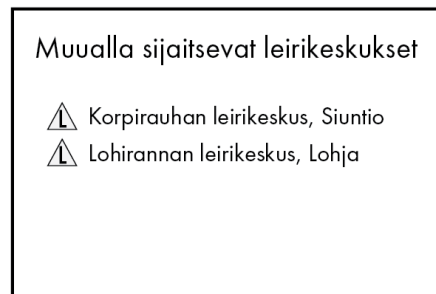 Muualla sijaitsevat leirikeskukset
L Korpirauhan leirikeskus, Siuntio
L Lohirannan leirikeskus, Lohja